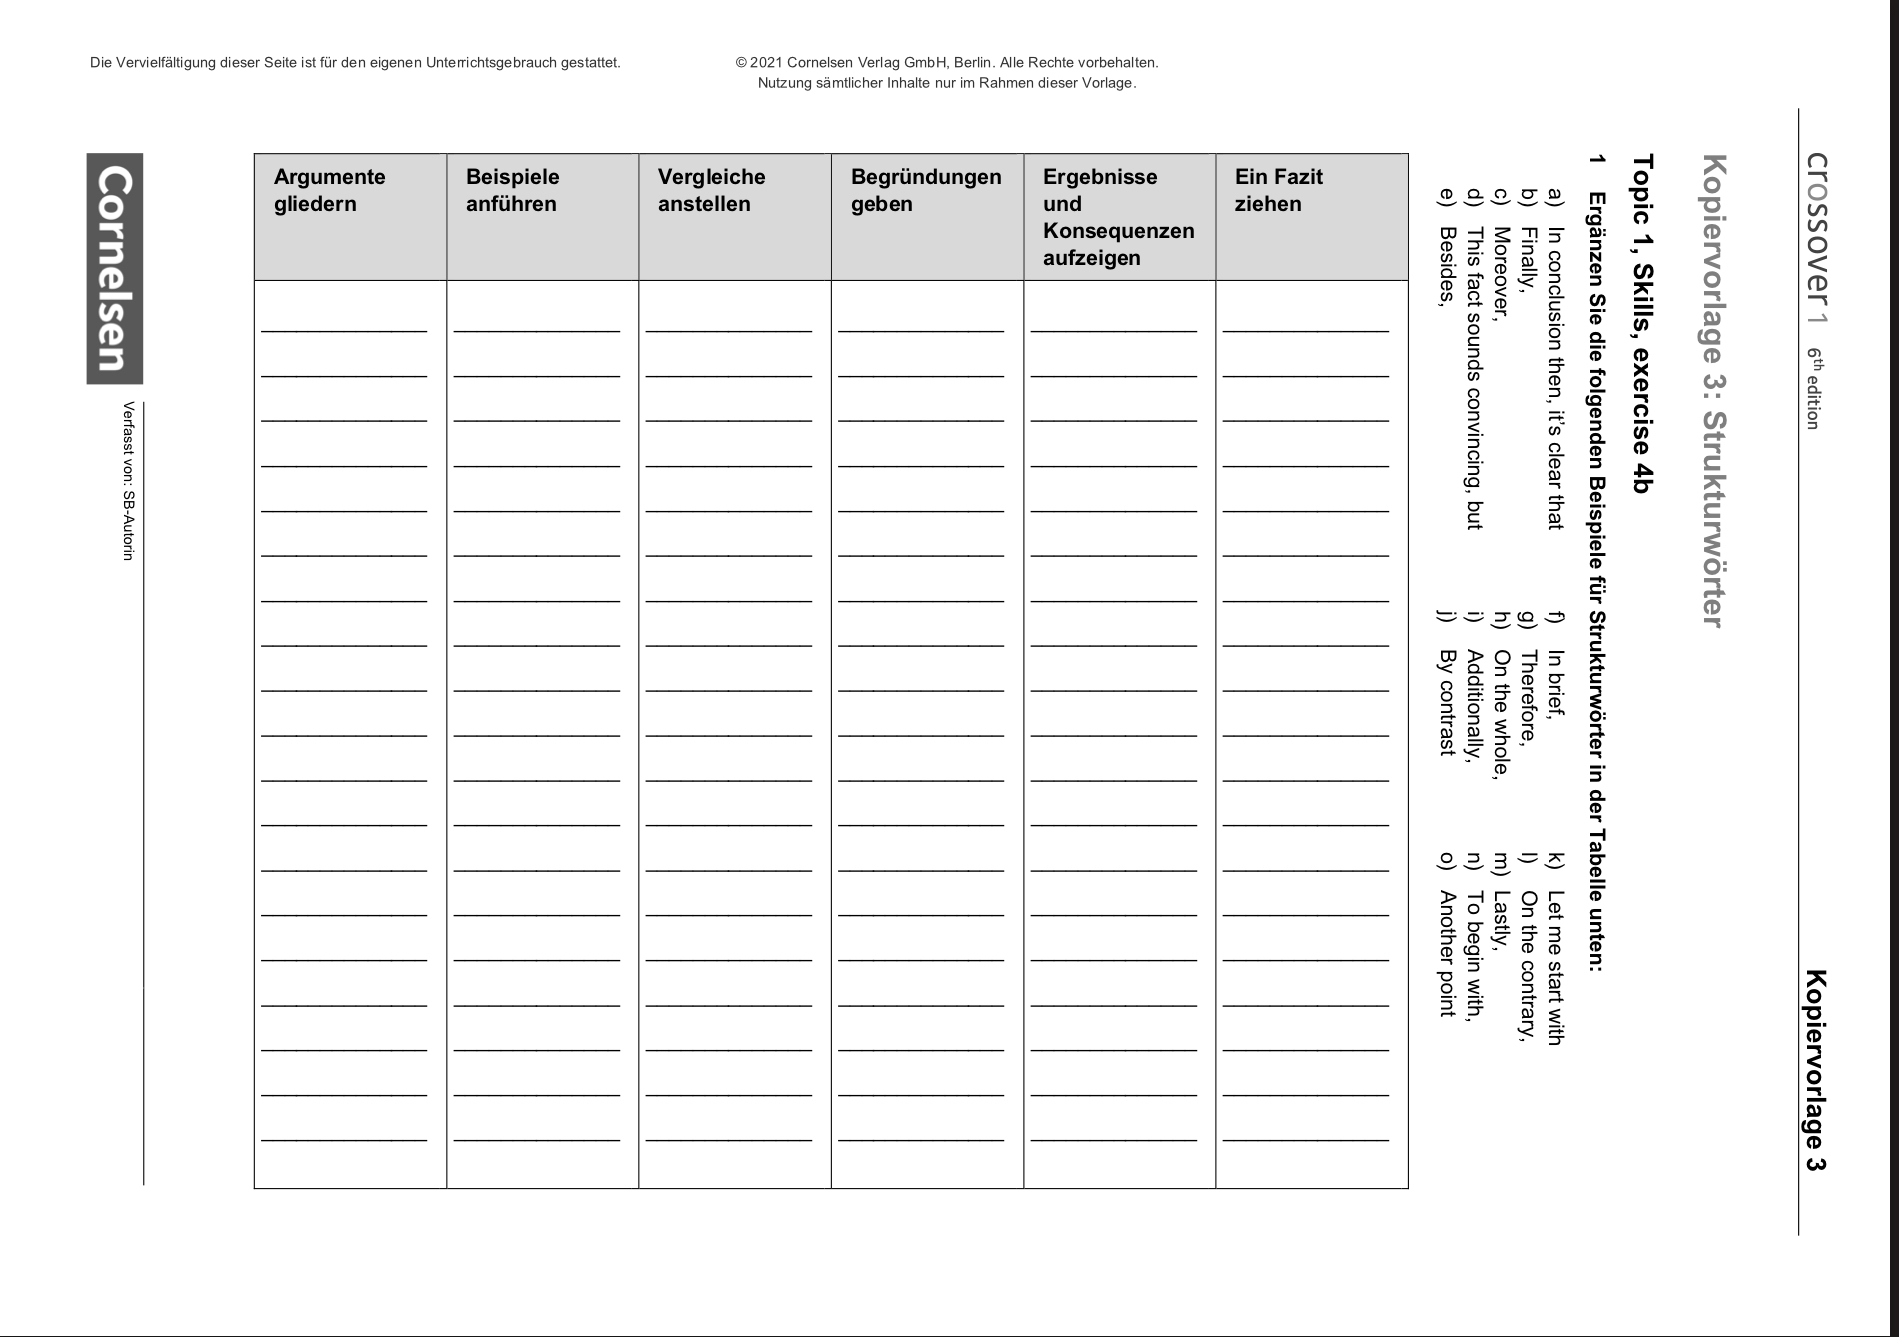 Die Vervielfältigung dieser Seite ist für den eigenen Unterrichtsgebrauch gestattet.
© 2021 Cornelsen Verlag GmbH, Berlin. Alle Rechte vorbehalten.
Nutzung sämtlicher Inhalte nur im Rahmen dieser Vorlage.
crossover 1 6th edition
Kopiervorlage 3
Kopiervorlage 3: Strukturwörter
Topic 1, Skills, exercise 4b
1 Ergänzen Sie die folgenden Beispiele für Strukturwörter in der Tabelle unten:
a) In conclusion then, it's clear that
b) Finally,
c) Moreover,
d) This fact sounds convincing, but
e) Besides,
f) In brief,
g) Therefore,
h) On the whole,
i) Additionally,
j) By contrast
k) Let me start with
l) On the contrary,
m) Lastly,
n) To begin with,
o) Another point
Argumente
gliedern
Beispiele
anführen
Vergleiche
anstellen
Begründungen
geben
Ergebnisse
und
Konsequenzen
aufzeigen
Ein Fazit
ziehen
Cornelsen
Verfasst von: SB-Autorin